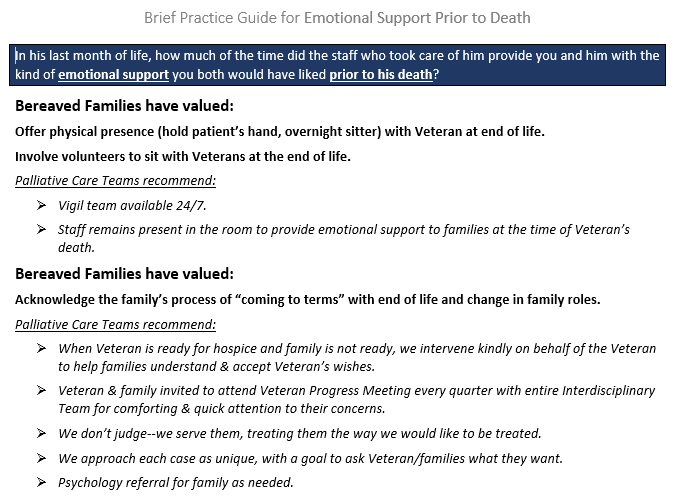 Brief Practice Guide for Emotional Support Prior to Death
In his last month of life, how much of the time did the staff who took care of him provide you and him with the
kind of emotional support you both would have liked prior to his death?
Bereaved Families have valued:
Offer physical presence (hold patient's hand, overnight sitter) with Veteran at end of life.
Involve volunteers to sit with Veterans at the end of life.
Palliative Care Teams recommend:
➢ Vigil team available 24/7.
➢ Staff remains present in the room to provide emotional support to families at the time of Veteran's
death.
Bereaved Families have valued:
Acknowledge the family's process of “coming to terms” with end of life and change in family roles.
Palliative Care Teams recommend:
➢ When Veteran is ready for hospice and family is not ready, we intervene kindly on behalf of the Veteran
to help families understand & accept Veteran's wishes.
➢ Veteran & family invited to attend Veteran Progress Meeting every quarter with entire Interdisciplinary
Team for comforting & quick attention to their concerns.
➢ We don't judge--we serve them, treating them the way we would like to be treated.
➢ We approach each case as unique, with a goal to ask Veteran/families what they want.
➢ Psychology referral for family as needed.